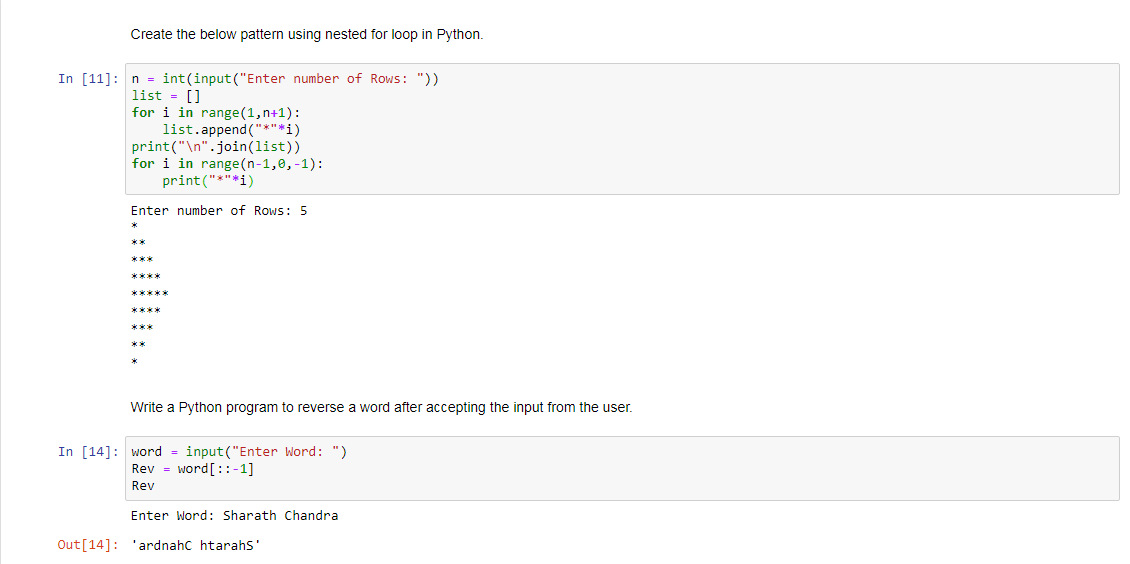 Create the below pattern using nested for loop in Python.
In [11]: n = int(input("Enter number of Rows: "))
list = []
for i in range(1,n+1):
    list.append("*"*i)
print("\n".join(list))
for i in range(n-1,0,-1):
    print("*"*i)
Enter number of Rows: 5
*
**
***
****
*****
****
***
**
*
Write a Python program to reverse a word after accepting the input from the user.
In [14]: word = input("Enter Word: ")
Rev = word[::-1]
Rev
Enter Word: Sharath Chandra
Out[14]: 'ardnahC htarahS'